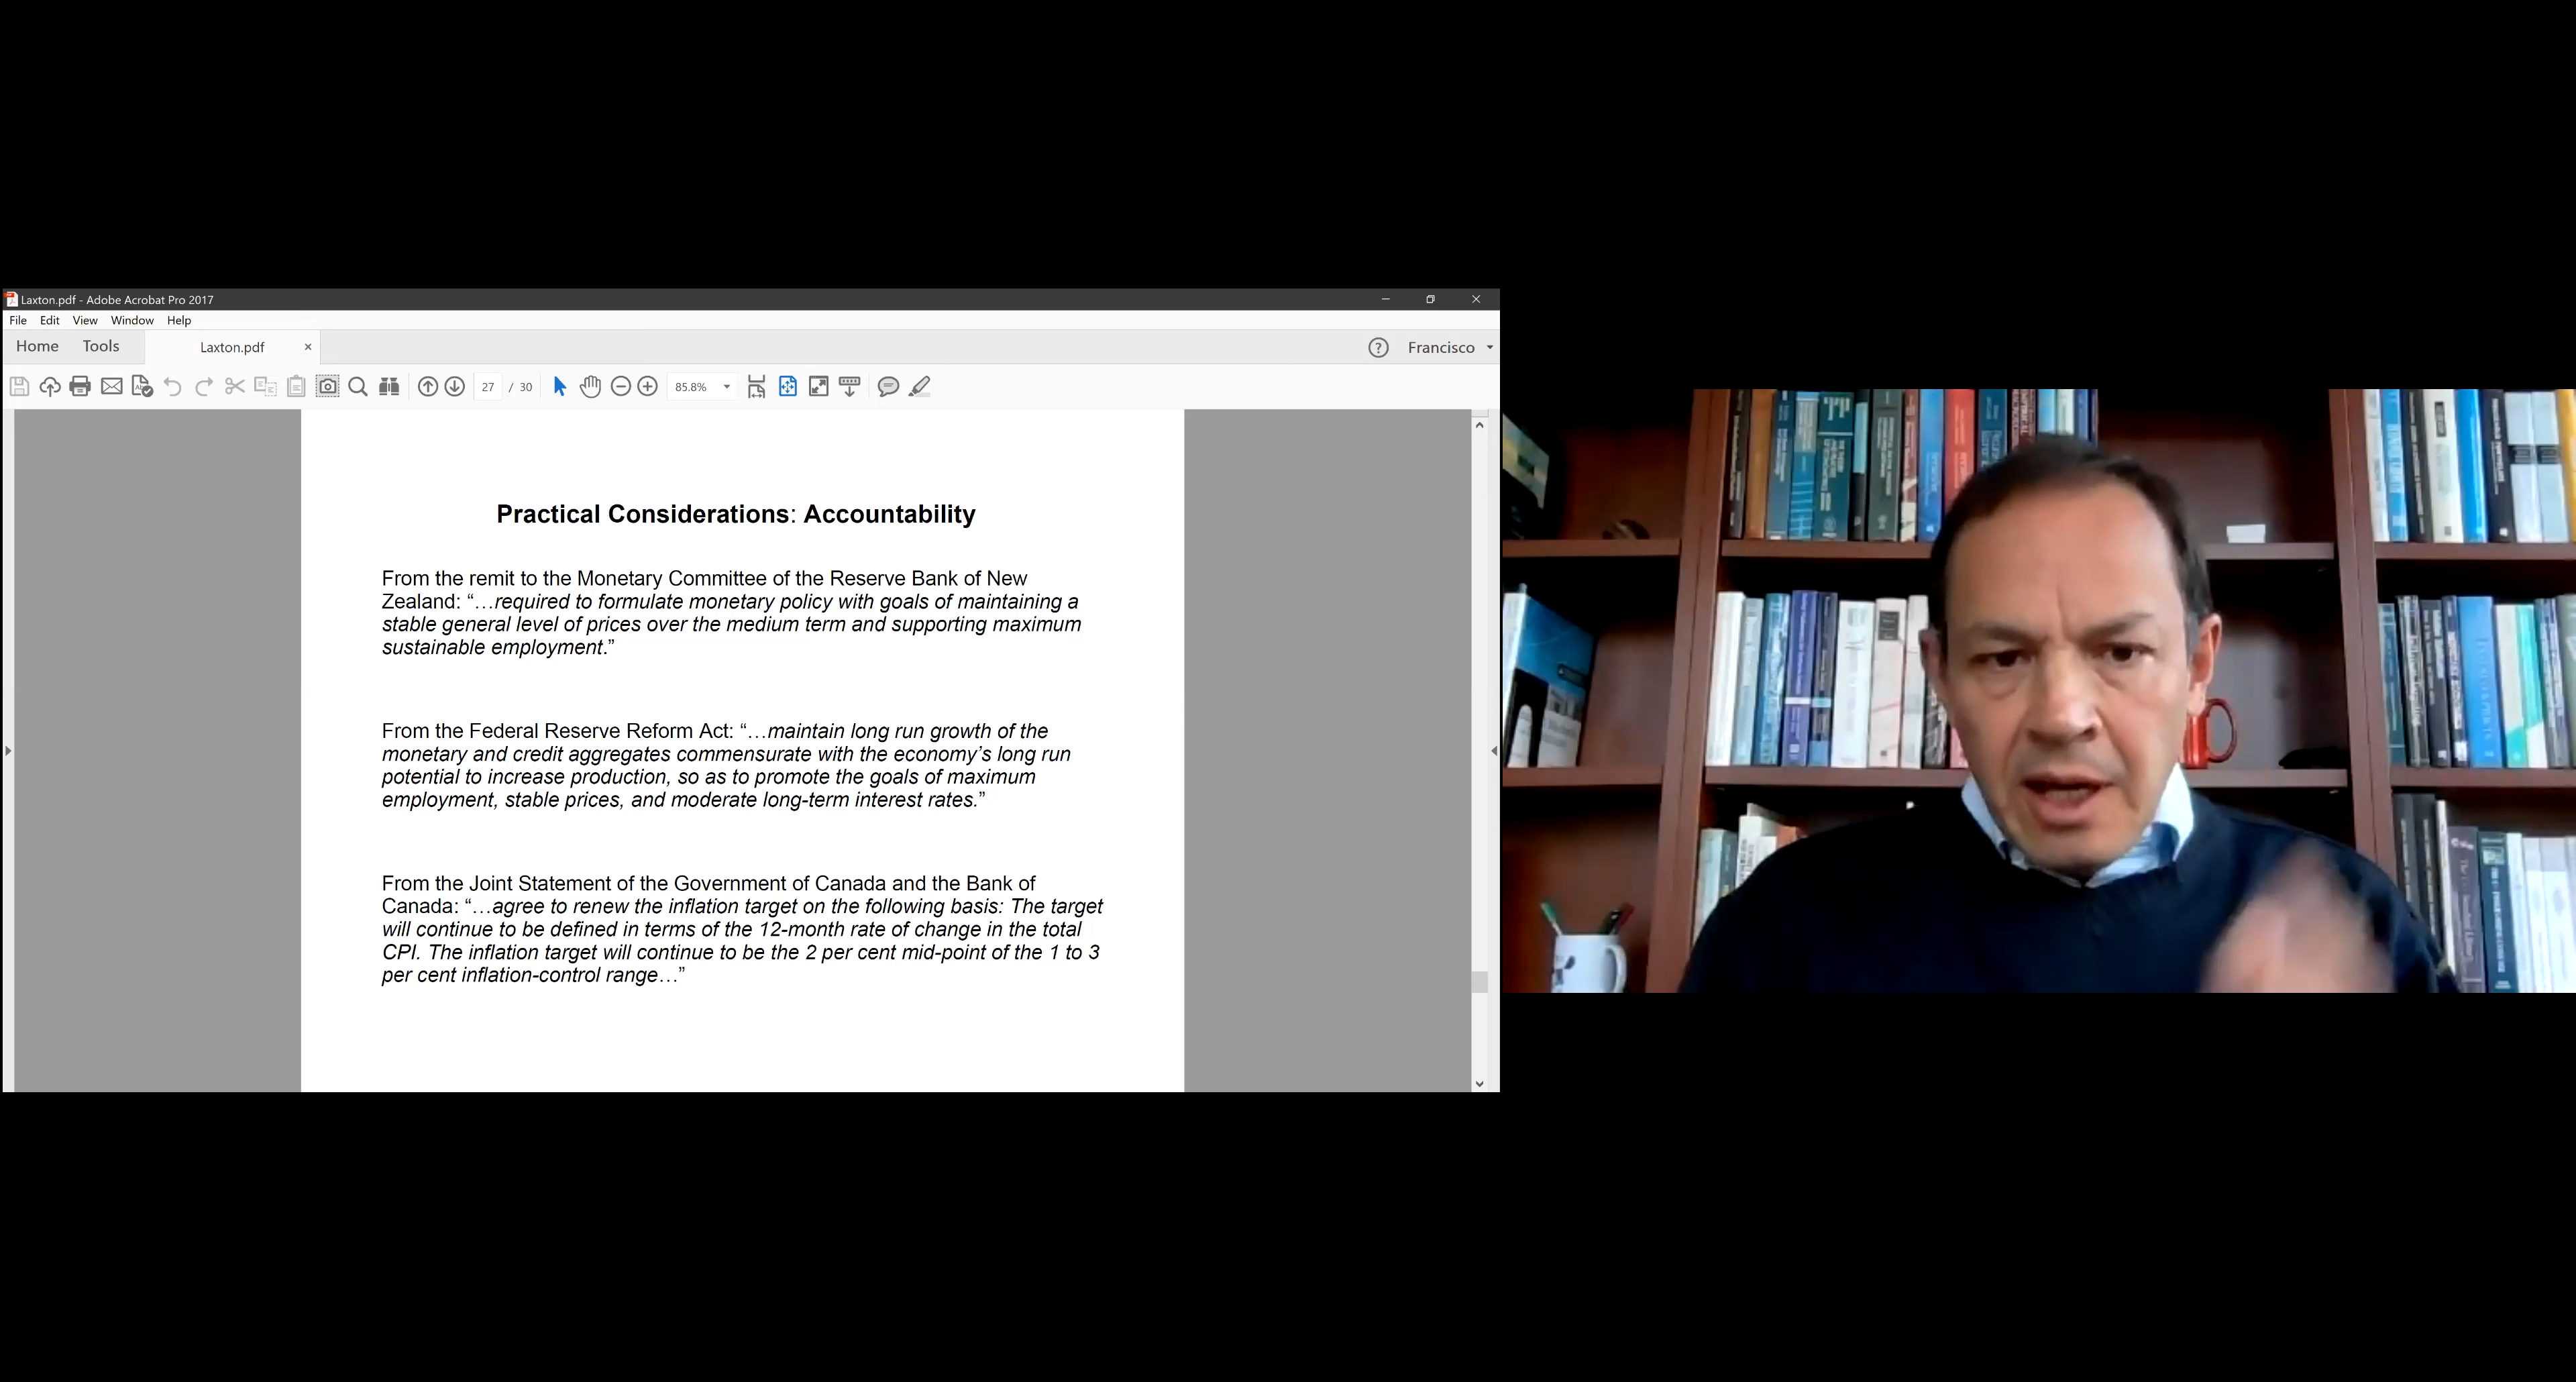 Laxton.pdf - Adobe Acrobat Pro 2017
File Edit View Window Help
Home Tools Laxton.pdf × Francisco
27 / 30 85.8%
Practical Considerations: Accountability
From the remit to the Monetary Committee of the Reserve Bank of New
Zealand: “…required to formulate monetary policy with goals of maintaining a
stable general level of prices over the medium term and supporting maximum
sustainable employment.”
From the Federal Reserve Reform Act: “…maintain long run growth of the
monetary and credit aggregates commensurate with the economy’s long run
potential to increase production, so as to promote the goals of maximum
employment, stable prices, and moderate long-term interest rates.”
From the Joint Statement of the Government of Canada and the Bank of
Canada: “…agree to renew the inflation target on the following basis: The target
will continue to be defined in terms of the 12-month rate of change in the total
CPI. The inflation target will continue to be the 2 per cent mid-point of the 1 to 3
per cent inflation-control range…”